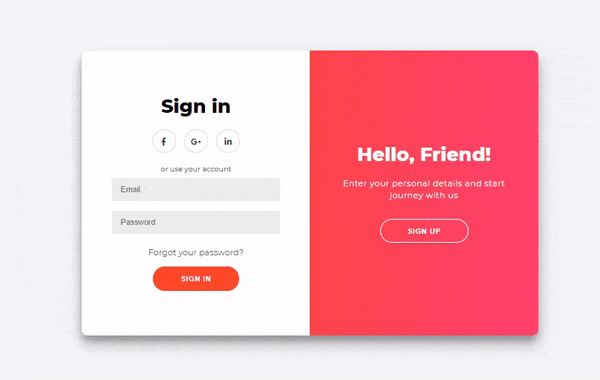 Sign in
f G+ in
or use your account
Email
Password
Forgot your password?
SIGN IN
Hello, Friend!
Enter your personal details and start
journey with us
SIGN UP